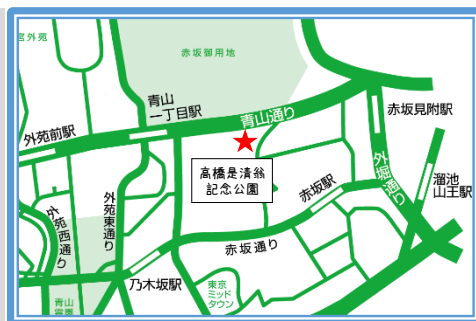 宮外苑
赤坂御用地
青山
一丁目駅
外苑前駅
青山通り
赤坂見附駅
高橋是清翁
記念公園
外堀通り
溜池
山王駅
赤坂駅
外苑西通り
外苑東通り
赤坂通り
乃木坂駅
東京
ミッド
タウン
青山
霊園